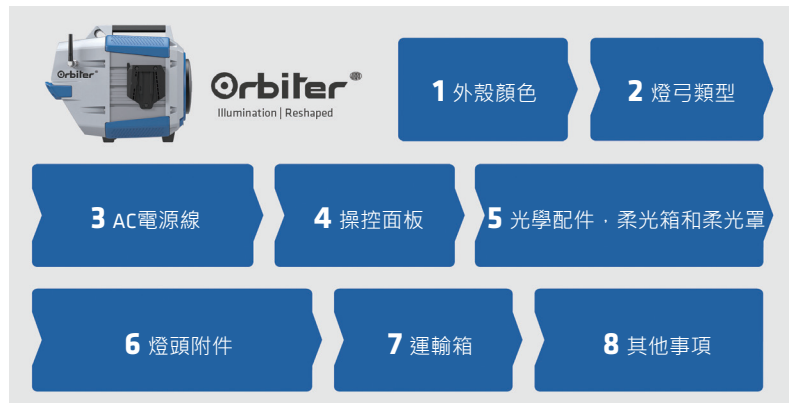 Orbiter
Orbiter
Illumination | Reshaped
1 外殼顏色
2 燈弓類型
3 AC電源線
4 操控面板
5 光學配件，柔光箱和柔光罩
6 燈頭附件
7 運輸箱
8 其他事項